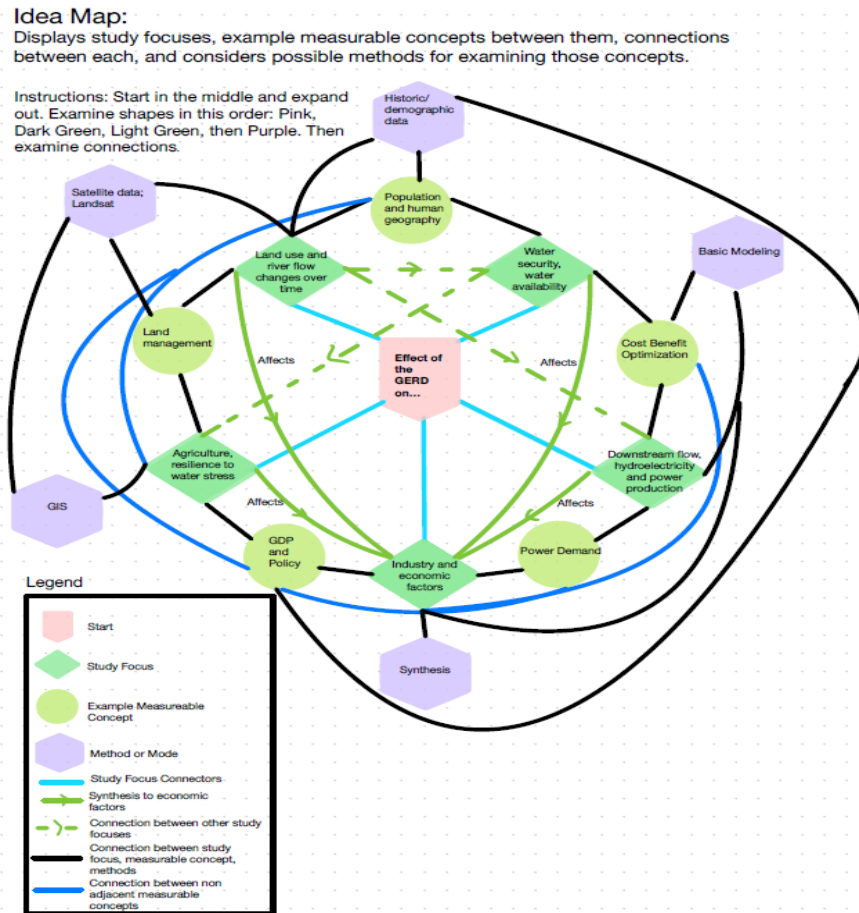 Idea Map:
Displays study focuses, example measurable concepts between them, connections
between each, and considers possible methods for examining those concepts.
Instructions: Start in the middle and expand
out. Examine shapes in this order: Pink,
Dark Green, Light Green, then Purple. Then
examine connections.
Historic/
demographic
data
Satellite data;
Landsat
Population
and human
geography
Land use and
river flow
changes over
time
Water
security,
water
availability
Basic Modeling
Land
management
Cost Benefit
Optimization
Affects
Affects
Effect of
the
GERD
on...
Agriculture,
resilience to
water stress
Downstream flow,
hydroelectricity
and power
production
GIS
Affects
Affects
GDP
and
Policy
Industry and
economic
factors
Power Demand
Synthesis
Legend
Start
Study Focus
Example Measureable
Concept
Method or Mode
Study Focus Connectors
Synthesis to economic
factors
Connection between other study
focuses
Connection between study
focus, measurable concept,
methods
Connection between non
adjacent measurable
concepts